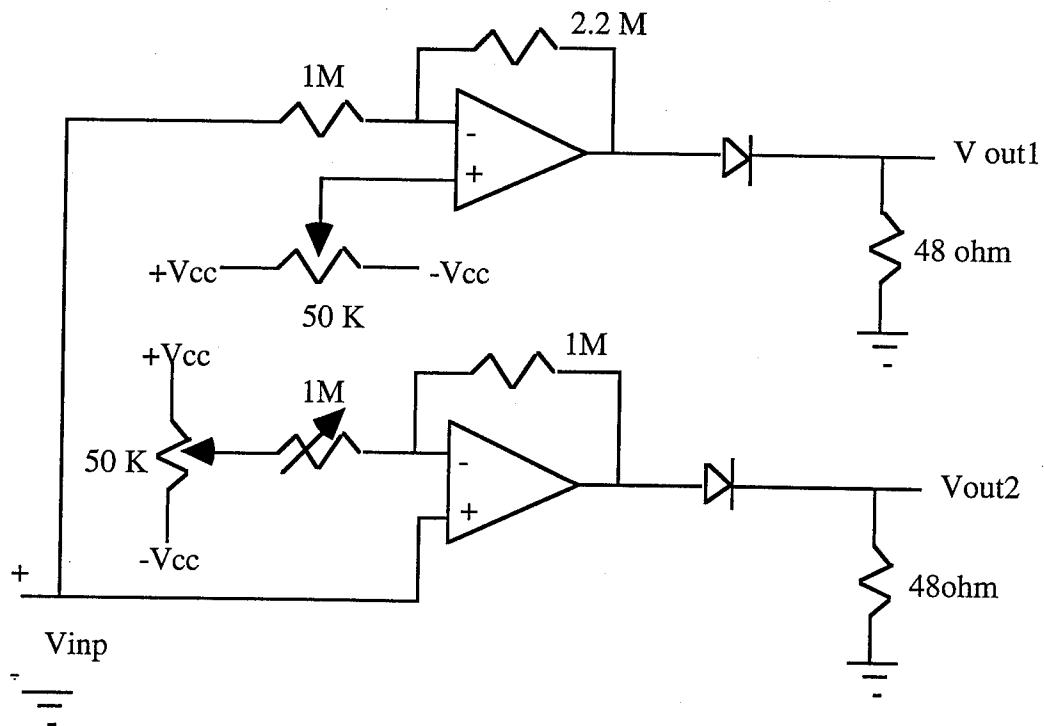 2.2 M
1M
-
+
V out1
+Vcc
-Vcc
50 K
48 ohm
+Vcc
1M
1M
50 K
-
+
Vout2
-Vcc
+
48ohm
Vinp
-